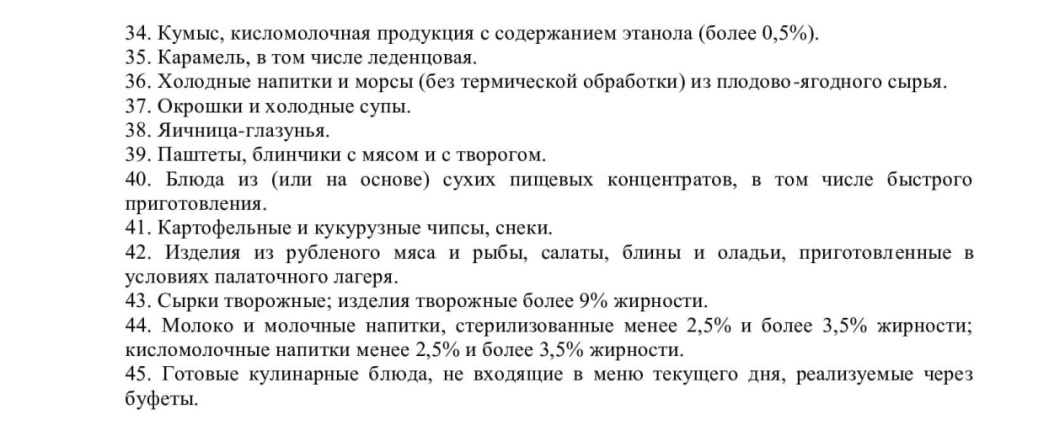 34. Кумыс, кисломолочная продукция с содержанием этанола (более 0,5%).
35. Карамель, в том числе леденцовая.
36. Холодные напитки и морсы (без термической обработки) из плодово-ягодного сырья.
37. Окрошки и холодные супы.
38. Яичница-глазунья.
39. Паштеты, блинчики с мясом и с творогом.
40. Блюда из (или на основе) сухих пищевых концентратов, в том числе быстрого
приготовления.
41. Картофельные и кукурузные чипсы, снеки.
42. Изделия из рубленого мяса и рыбы, салаты, блины и оладьи, приготовленные в
условиях палаточного лагеря.
43. Сырки творожные; изделия творожные более 9% жирности.
44. Молоко и молочные напитки, стерилизованные менее 2,5% и более 3,5% жирности;
кисломолочные напитки менее 2,5% и более 3,5% жирности.
45. Готовые кулинарные блюда, не входящие в меню текущего дня, реализуемые через
буфеты.